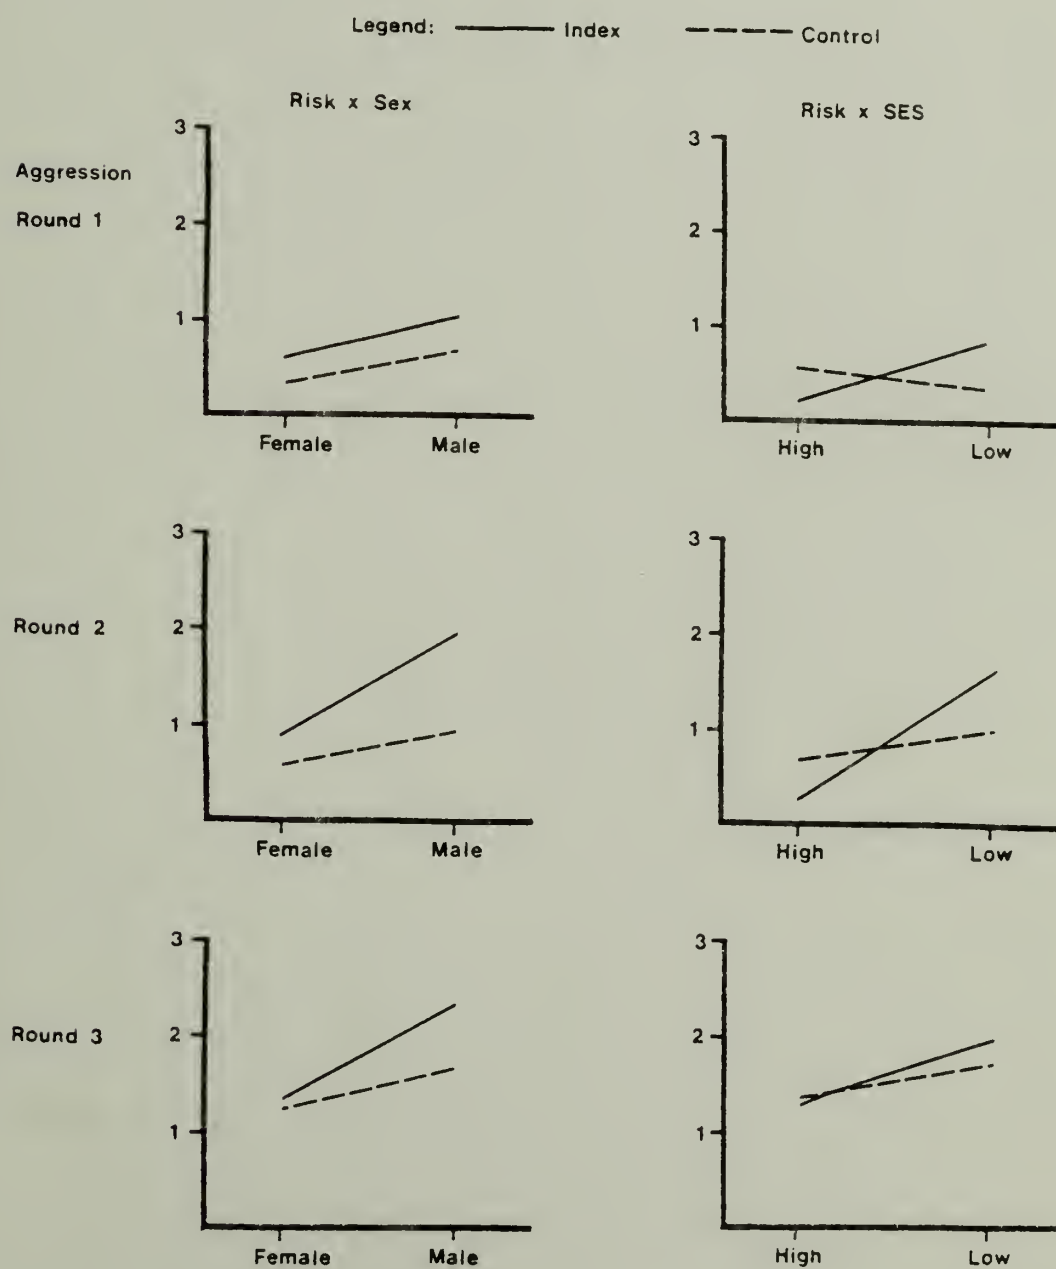 Legend: Index Control
Risk x Sex
Risk x SES
Aggression
Round 1
3
2
1
Female Male
3
2
1
High Low
Round 2
3
2
1
Female Male
3
2
1
High Low
Round 3
3
2
1
Female Male
3
2
1
High Low